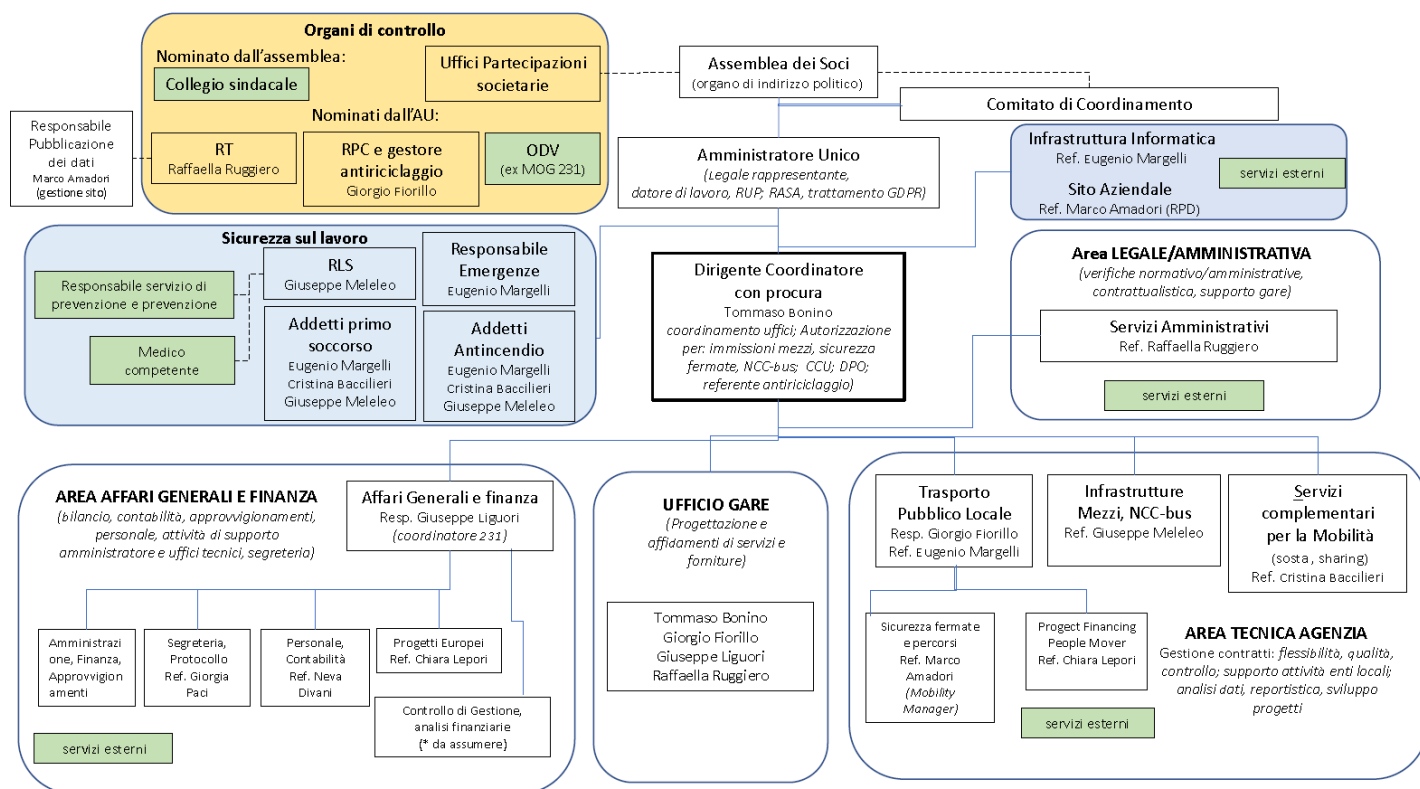 Organi di controllo
Nominato dall'assemblea:
Collegio sindacale
Uffici Partecipazioni
societarie
Nominati dall'AU:
RT
Raffaella Ruggiero
RPC e gestore
antiriciclaggio
Giorgio Fiorillo
ODV
(ex MOG 231)
Responsabile
Pubblicazione
dei dati
Marco Amadori
(gestione sito)
Assemblea dei Soci
(organo di indirizzo politico)
Comitato di Coordinamento
Amministratore Unico
(Legale rappresentante,
datore di lavoro, RUP; RASA, trattamento GDPR)
Infrastruttura Informatica
Ref. Eugenio Margelli
servizi esterni
Sito Aziendale
Ref. Marco Amadori (RPD)
Sicurezza sul lavoro
Responsabile servizio di
prevenzione e prevenzione
Medico
competente
RLS
Giuseppe Meleleo
Responsabile
Emergenze
Eugenio Margelli
Addetti primo
soccorso
Eugenio Margelli
Cristina Baccilieri
Giuseppe Meleleo
Addetti
Antincendio
Eugenio Margelli
Cristina Baccilieri
Giuseppe Meleleo
Dirigente Coordinatore
con procura
Tommaso Bonino
coordinamento uffici; Autorizzazione
per: immissioni mezzi, sicurezza
fermate, NCC-bus; CCU; DPO;
referente antiriciclaggio)
Area LEGALE/AMMINISTRATIVA
(verifiche normativo/amministrative,
contrattualistica, supporto gare)
Servizi Amministrativi
Ref. Raffaella Ruggiero
servizi esterni
AREA AFFARI GENERALI E FINANZA
(bilancio, contabilità, approvvigionamenti,
personale, attività di supporto
amministratore e uffici tecnici, segreteria)
Affari Generali e finanza
Resp. Giuseppe Liguori
(coordinatore 231)
Amministrazi
one, Finanza,
Approvvigion
amenti
Segreteria,
Protocollo
Ref. Giorgia
Paci
Personale,
Contabilità
Ref. Neva
Divani
Progetti Europei
Ref. Chiara Lepori
Controllo di Gestione,
analisi finanziarie
(* da assumere)
servizi esterni
UFFICIO GARE
(Progettazione e
affidamenti di servizi e
forniture)
Tommaso Bonino
Giorgio Fiorillo
Giuseppe Liguori
Raffaella Ruggiero
Trasporto
Pubblico Locale
Resp. Giorgio Fiorillo
Ref. Eugenio Margelli
Infrastrutture
Mezzi, NCC-bus
Ref. Giuseppe Meleleo
Servizi
complementari
per la Mobilità
(sosta , sharing)
Ref. Cristina Baccilieri
Sicurezza fermate
e percorsi
Ref. Marco
Amadori
(Mobility
Manager)
Progect Financing
People Mover
Ref. Chiara Lepori
AREA TECNICA AGENZIA
Gestione contratti: flessibilità, qualità,
controllo; supporto attività enti locali;
analisi dati, reportistica, sviluppo
progetti
servizi esterni